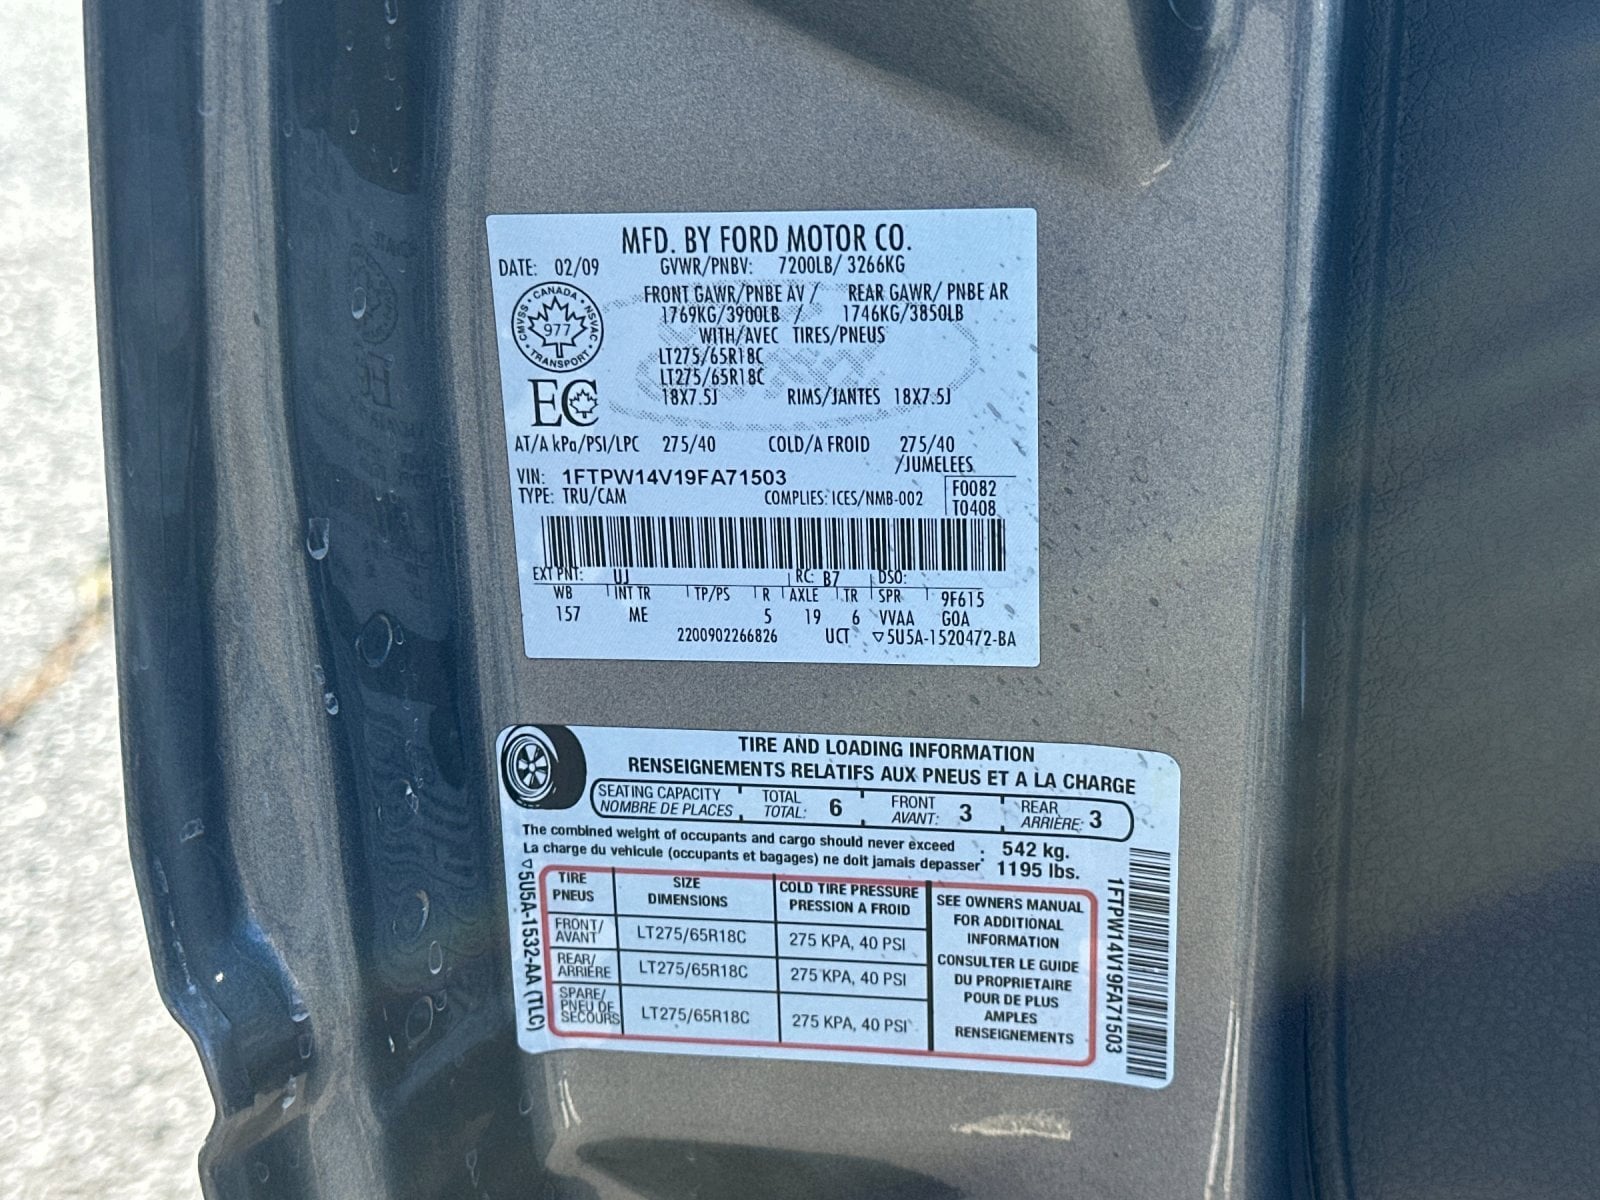 MFD. BY FORD MOTOR CO.
DATE: 02/09 GVWR/PNBV: 7200LB/ 3266KG
FRONT GAWR/PNBE AV / REAR GAWR/ PNBE AR
1769KG/3900LB / 1746KG/3850LB
WITH/AVEC TIRES/PNEUS
LT275/65R18C
LT275/65R18C
18X7.5J RIMS/JANTES 18X7.5J
CANADA
CMVSS • NSVAC
977
TRANSPORT
EC
AT/A kPa/PSI/LPC 275/40 COLD/A FROID 275/40
/JUMELEES
VIN: 1FTPW14V19FA71503
TYPE: TRU/CAM COMPLIES: ICES/NMB-002
F0082
T0408
EXT PNT: UJ RC: B7 DSO:
WB INT TR TP/PS R AXLE TR SPR 9F615
157 ME 5 19 6 VVAA GOA
2200902266826 UCT ▽5U5A-1520472-BA
TIRE AND LOADING INFORMATION
RENSEIGNEMENTS RELATIFS AUX PNEUS ET A LA CHARGE
SEATING CAPACITY TOTAL 6 FRONT 3 REAR 3
NOMBRE DE PLACES TOTAL: AVANT: ARRIÈRE:
The combined weight of occupants and cargo should never exceed : 542 kg.
La charge du vehicule (occupants et bagages) ne doit jamais depasser 1195 lbs.
TIRE SIZE COLD TIRE PRESSURE
PNEUS DIMENSIONS PRESSION A FROID
FRONT/
AVANT LT275/65R18C 275 KPA, 40 PSI
REAR/
ARRIÈRE LT275/65R18C 275 KPA, 40 PSI
SPARE/
PNEU DE
SECOURS LT275/65R18C 275 KPA, 40 PSI
SEE OWNERS MANUAL
FOR ADDITIONAL
INFORMATION
CONSULTER LE GUIDE
DU PROPRIETAIRE
POUR DE PLUS
AMPLES
RENSEIGNEMENTS
▽5U5A-1532-AA (TLC)
1FTPW14V19FA71503